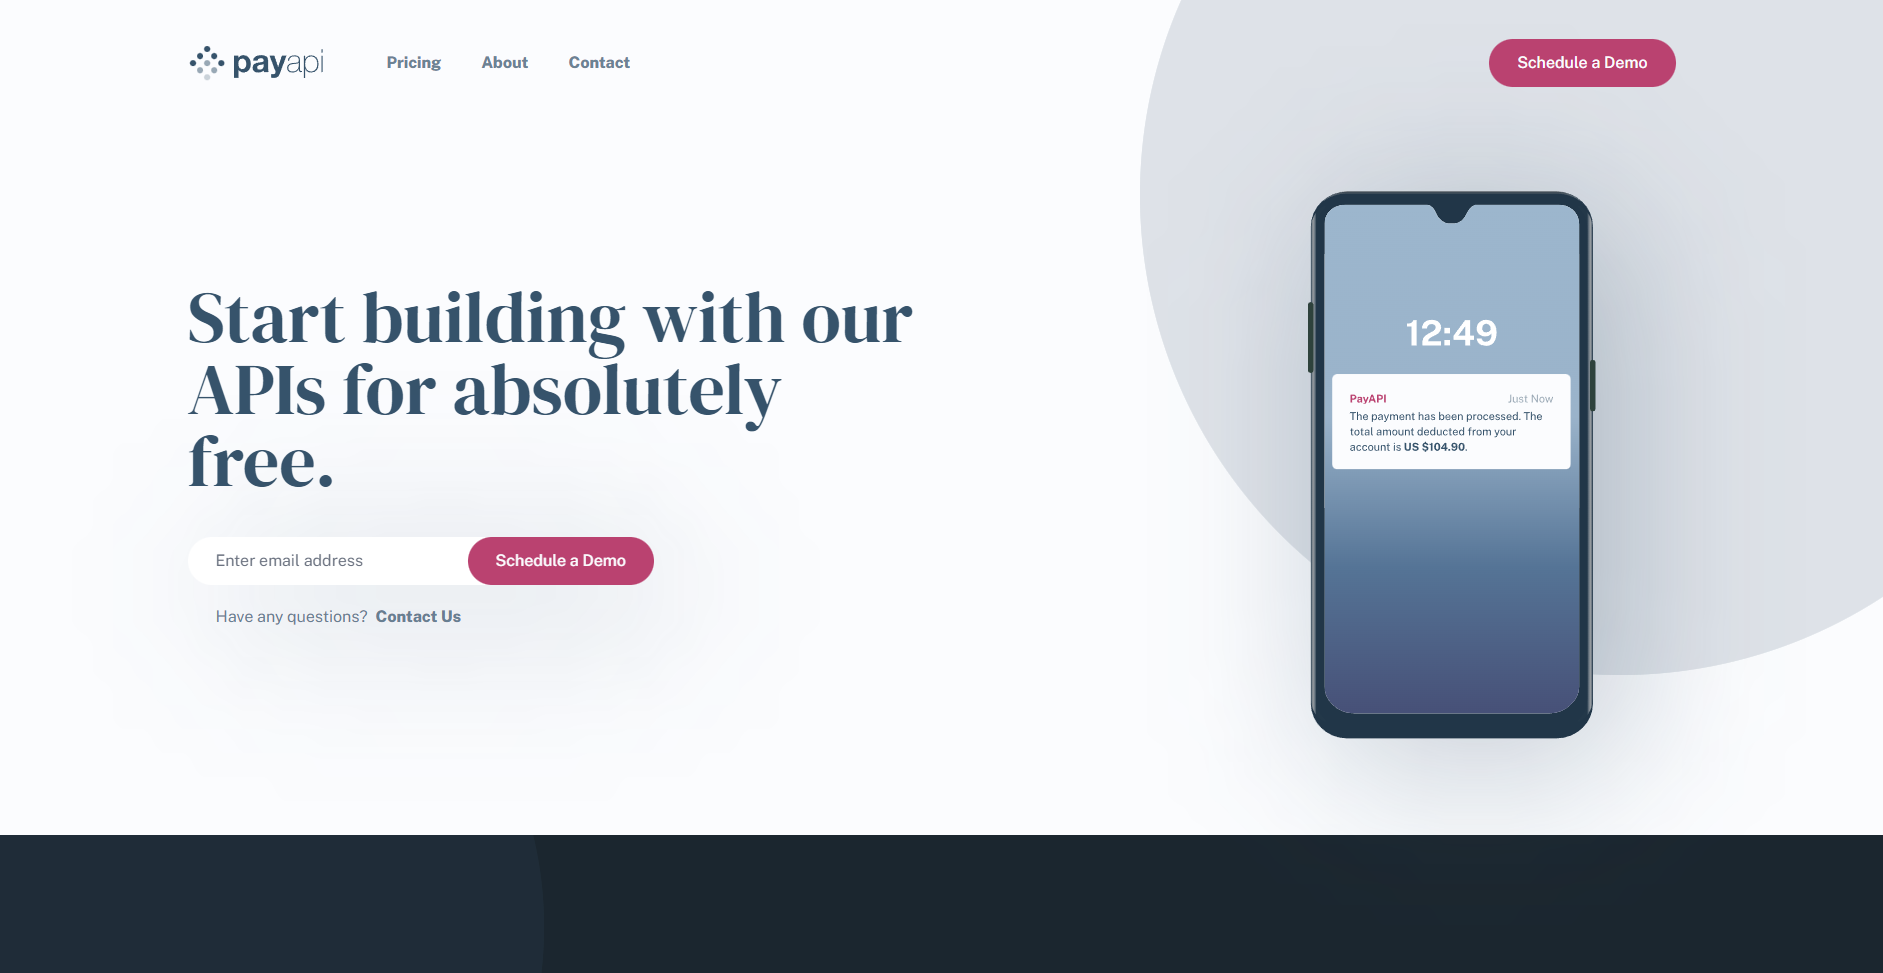 payapi
Pricing
About
Contact
Schedule a Demo
Start building with our
APIs for absolutely
free.
Enter email address
Schedule a Demo
Have any questions? Contact Us
12:49
PayAPI
Just Now
The payment has been processed. The
total amount deducted from your
account is US $104.90.